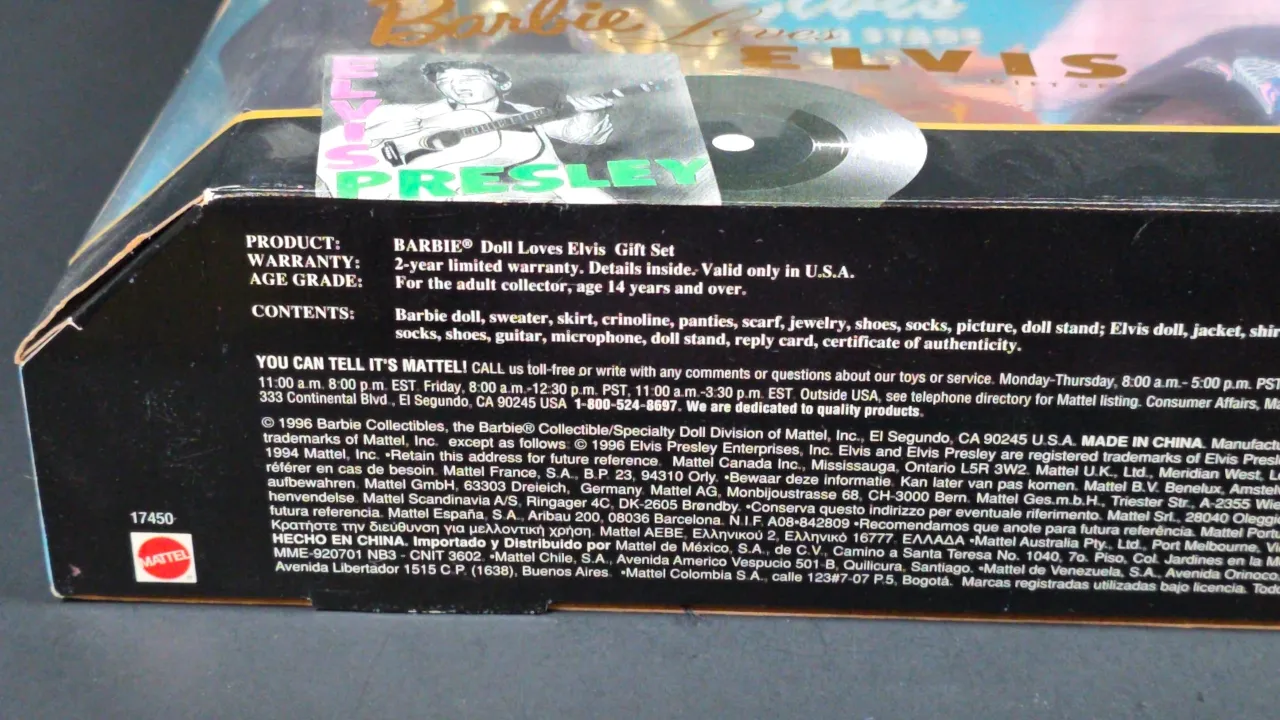 Barbie Loves
ELVIS
ELVIS
PRESLEY
PRODUCT: BARBIE® Doll Loves Elvis Gift Set
WARRANTY: 2-year limited warranty. Details inside. Valid only in U.S.A.
AGE GRADE: For the adult collector, age 14 years and over.
CONTENTS: Barbie doll, sweater, skirt, crinoline, panties, scarf, jewelry, shoes, socks, picture, doll stand; Elvis doll, jacket, shir
socks, shoes, guitar, microphone, doll stand, reply card, certificate of authenticity.
YOU CAN TELL IT'S MATTEL! CALL us toll-free or write with any comments or questions about our toys or service. Monday-Thursday, 8:00 a.m.- 5:00 p.m. PST
11:00 a.m. 8:00 p.m. EST. Friday, 8:00 a.m.-12:30 p.m. PST, 11:00 a.m.-3:30 p.m. EST. Outside USA, see telephone directory for Mattel listing. Consumer Affairs, Ma
333 Continental Blvd., El Segundo, CA 90245 USA 1-800-524-8697. We are dedicated to quality products.
© 1996 Barbie Collectibles, the Barbie® Collectible/Specialty Doll Division of Mattel, Inc., El Segundo, CA 90245 U.S.A. MADE IN CHINA. Manufact
trademarks of Mattel, Inc. except as follows: © 1996 Elvis Presley Enterprises, Inc. Elvis and Elvis Presley are registered trademarks of Elvis Presl
1994 Mattel, Inc. •Retain this address for future reference. Mattel Canada Inc., Mississauga, Ontario L5R 3W2. Mattel U.K., Ltd., Meridian West, L
référer en cas de besoin. Mattel France, S.A., B.P. 23, 94310 Orly. •Bewaar deze informatie. Kan later van pas komen. Mattel B.V. Benelux, Amstel
aufbewahren. Mattel GmbH, 63303 Dreieich, Germany. Mattel AG, Monbijoustrasse 68, CH-3000 Bern. Mattel Ges.m.b.H., Triester Str., A-2355 Wie
henvendelse. Mattel Scandinavia A/S, Ringager 4C, DK-2605 Brøndby. •Conserva questo indirizzo per eventuale riferimento. Mattel Srl., 28040 Olegg
futura referencia. Mattel España, S.A., Aribau 200, 08036 Barcelona. N.I.F. A08-842809 •Recomendamos que anote para futura referência. Mattel Portu
Κρατήστε την διεύθυνση για μελλοντική χρήση. Mattel AEBE, Ελληνικού 2, Ελληνικό 16777. ΕΛΛΑΔΑ •Mattel Australia Pty., Ltd., Port Melbourne, Vi
HECHO EN CHINA. Importado y Distribuido por Mattel de México, S.A., de C.V., Camino a Santa Teresa No. 1040, 7o. Piso, Col. Jardines en la M
MME-920701 NB3 - CNIT 3602. •Mattel Chile, S.A., Avenida Americo Vespucio 501-B, Quilicura, Santiago. •Mattel de Venezuela, S.A., Avenida Orinoco
Avenida Libertador 1515 C.P. (1638), Buenos Aires. •Mattel Colombia S.A., calle 123#7-07 P.5, Bogotá. Marcas registradas utilizadas bajo licencia. Todo
17450
MATTEL